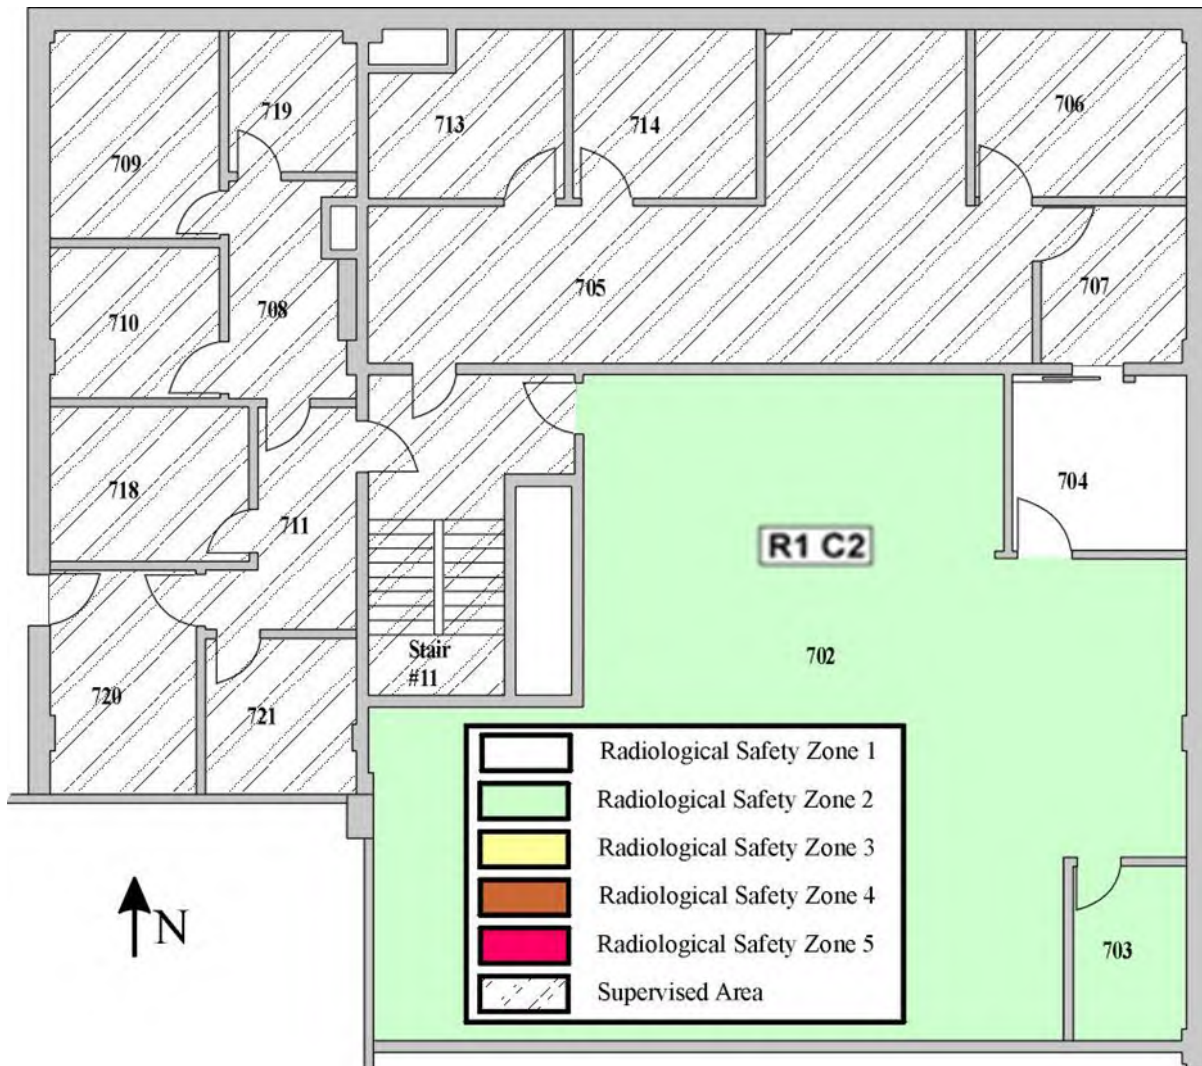 719
713
714
706
709
705
707
710
708
718
711
704
R1 C2
702
Stair
#11
720
721
703
N
Radiological Safety Zone 1
Radiological Safety Zone 2
Radiological Safety Zone 3
Radiological Safety Zone 4
Radiological Safety Zone 5
Supervised Area